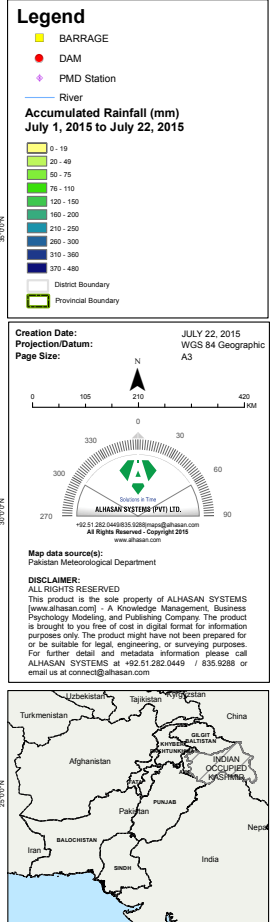 Legend
BARRAGE
DAM
PMD Station
River
Accumulated Rainfall (mm)
July 1, 2015 to July 22, 2015
0 - 19
20 - 49
50 - 75
76 - 110
120 - 150
160 - 200
210 - 250
260 - 300
310 - 360
370 - 480
District Boundary
Provincial Boundary
35°0'0"N
Creation Date: JULY 22, 2015
Projection/Datum: WGS 84 Geographic
Page Size: A3
N
0 105 210 420
KM
270 300 330 0 30 60 90
Solutions in Time
ALHASAN SYSTEMS (PVT) LTD.
+92.51.282.0449/835.9288|maps@alhasan.com
All Rights Reserved - Copyright 2015
www.alhasan.com
30°0'0"N
Map data source(s):
Pakistan Meteorological Department
DISCLAIMER:
ALL RIGHTS RESERVED
This product is the sole property of ALHASAN SYSTEMS
[www.alhasan.com] - A Knowledge Management, Business
Psychology Modeling, and Publishing Company. The product
is brought to you free of cost in digital format for information
purposes only. The product might have not been prepared for
or be suitable for legal, engineering, or surveying purposes.
For further detail and metadata information please call
ALHASAN SYSTEMS at +92.51.282.0449 / 835.9288 or
email us at connect@alhasan.com
Uzbekistan
Tajikistan
Kyrgyzstan
Turkmenistan
China
GILGIT
BALTISTAN
KHYBER
Afghanistan
INDIAN
OCCUPIED
KASHMIR
FATA
PUNJAB
Pakistan
Nepal
Iran
BALOCHISTAN
India
SINDH
25°0'0"N